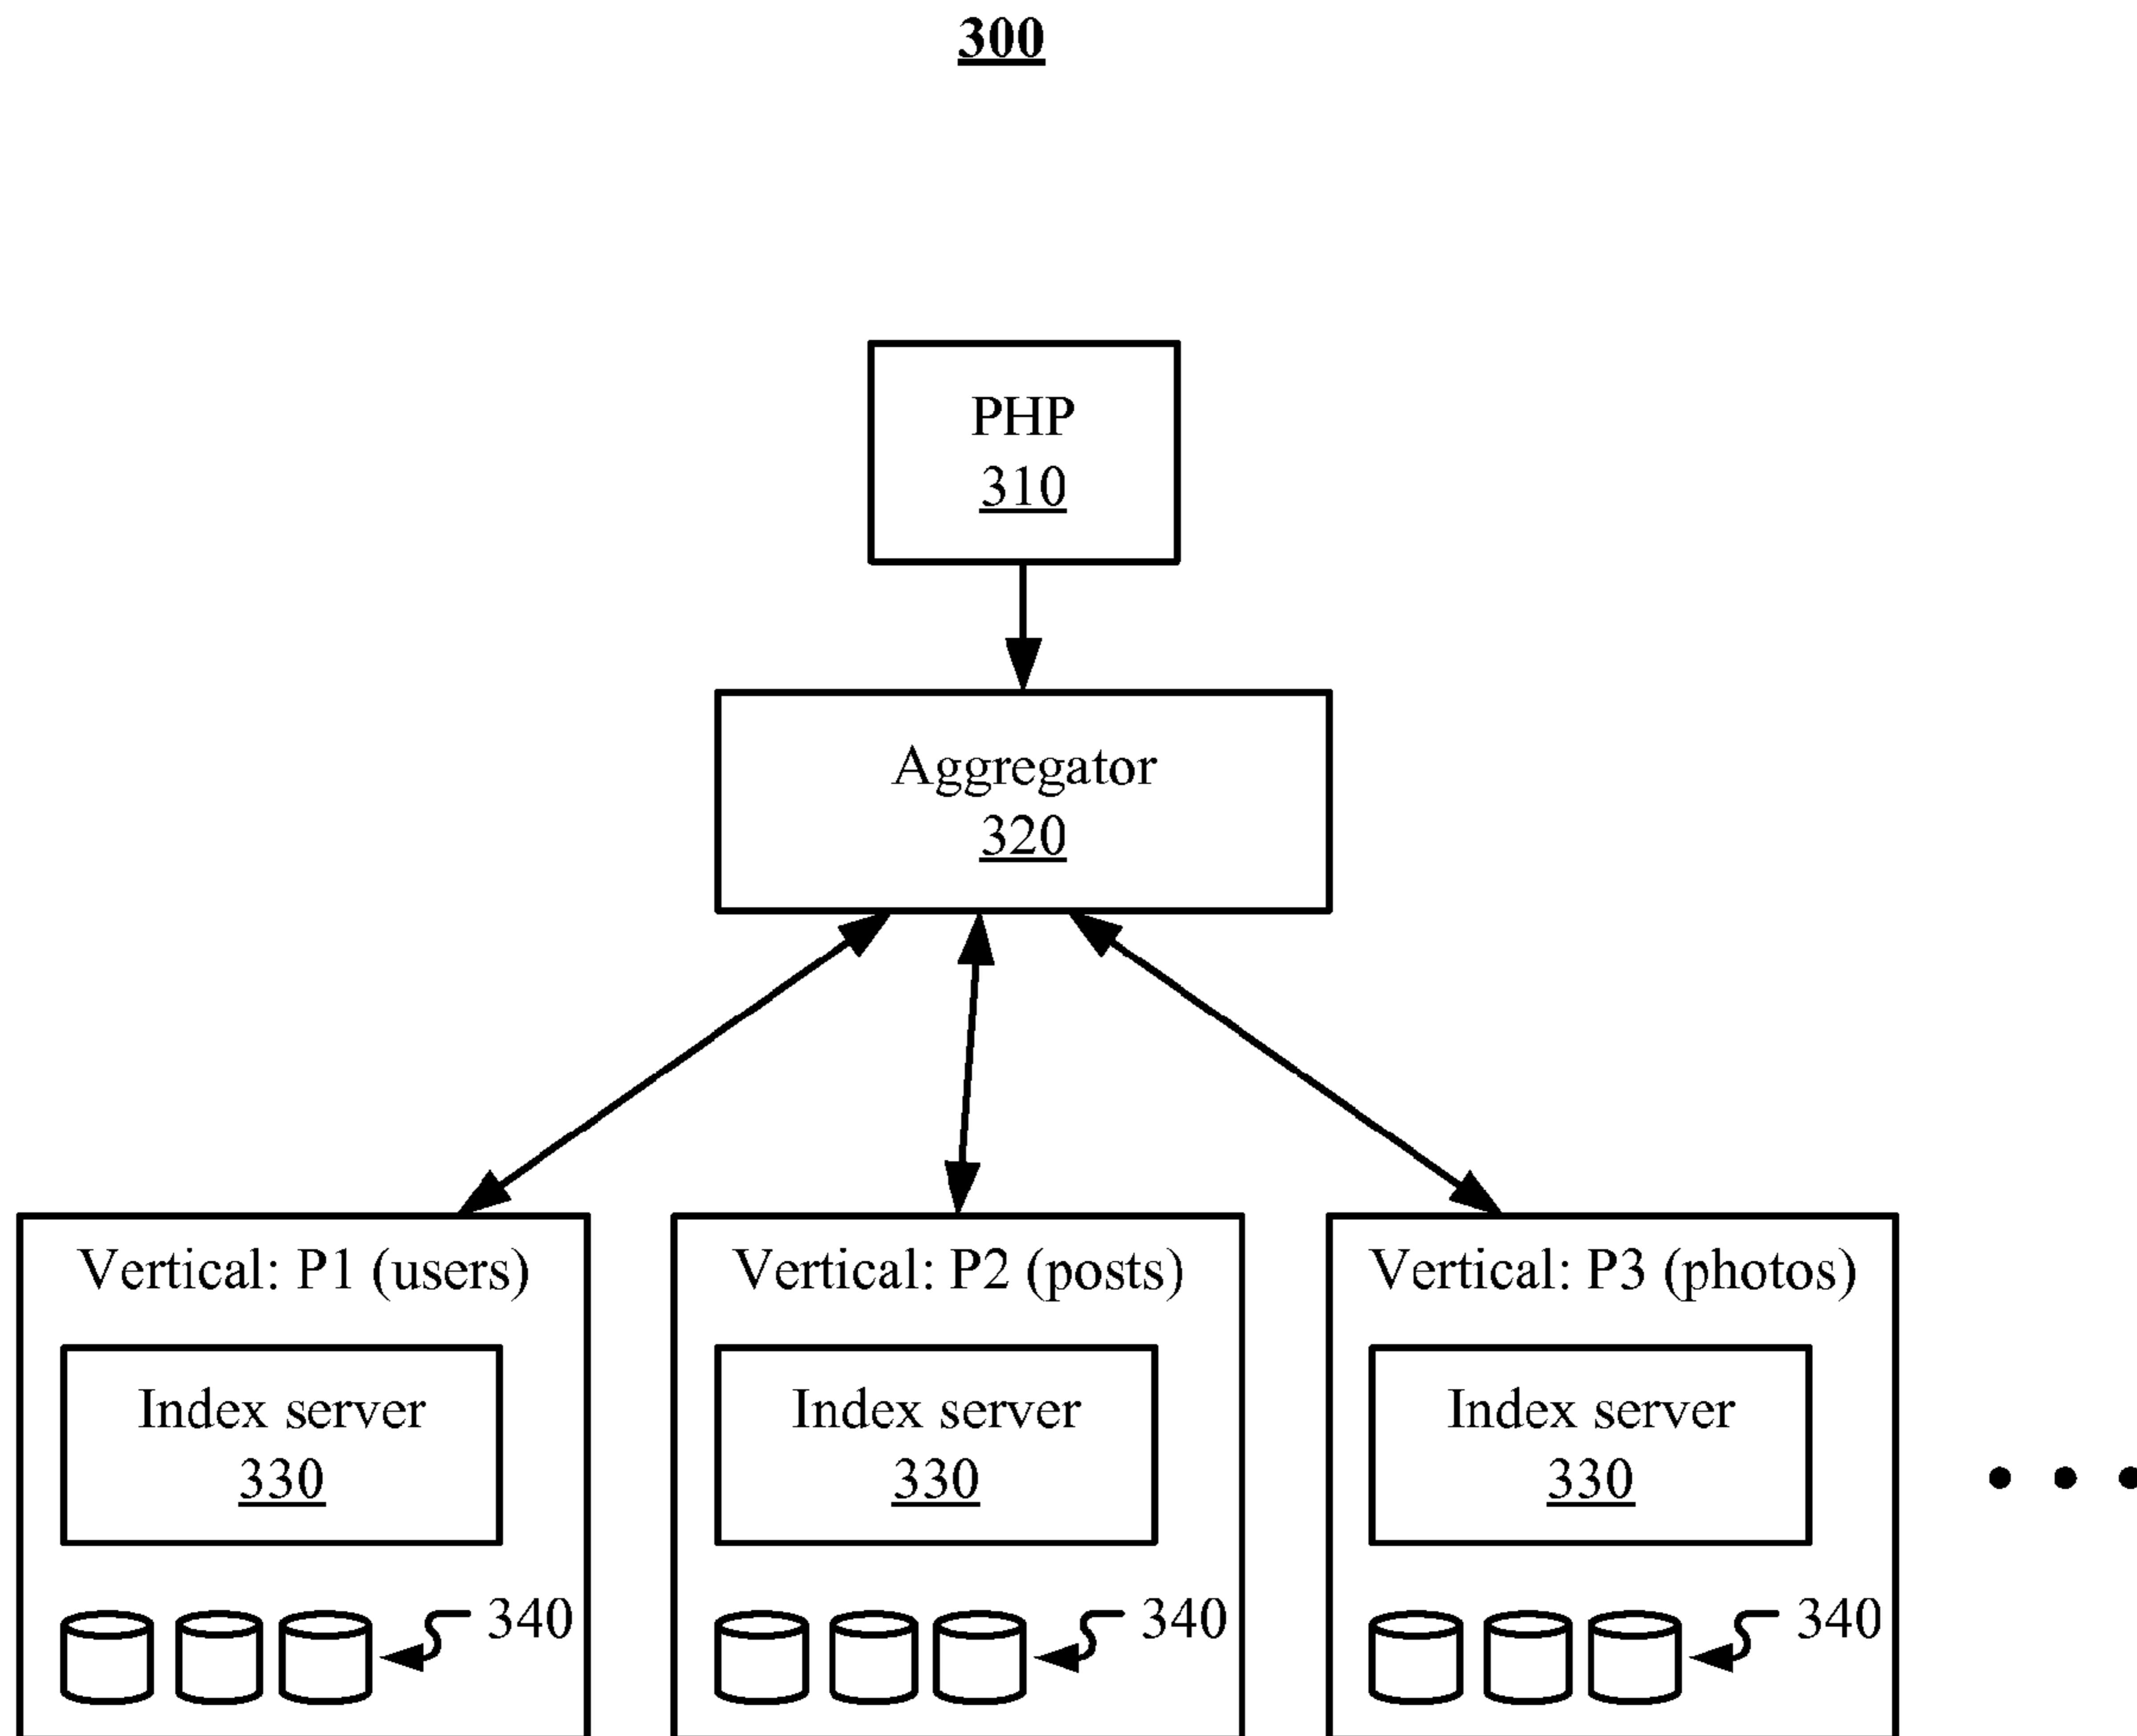 300
PHP
310
Aggregator
320
Vertical: P1 (users)
Index server
330
340
Vertical: P2 (posts)
Index server
330
340
Vertical: P3 (photos)
Index server
330
340